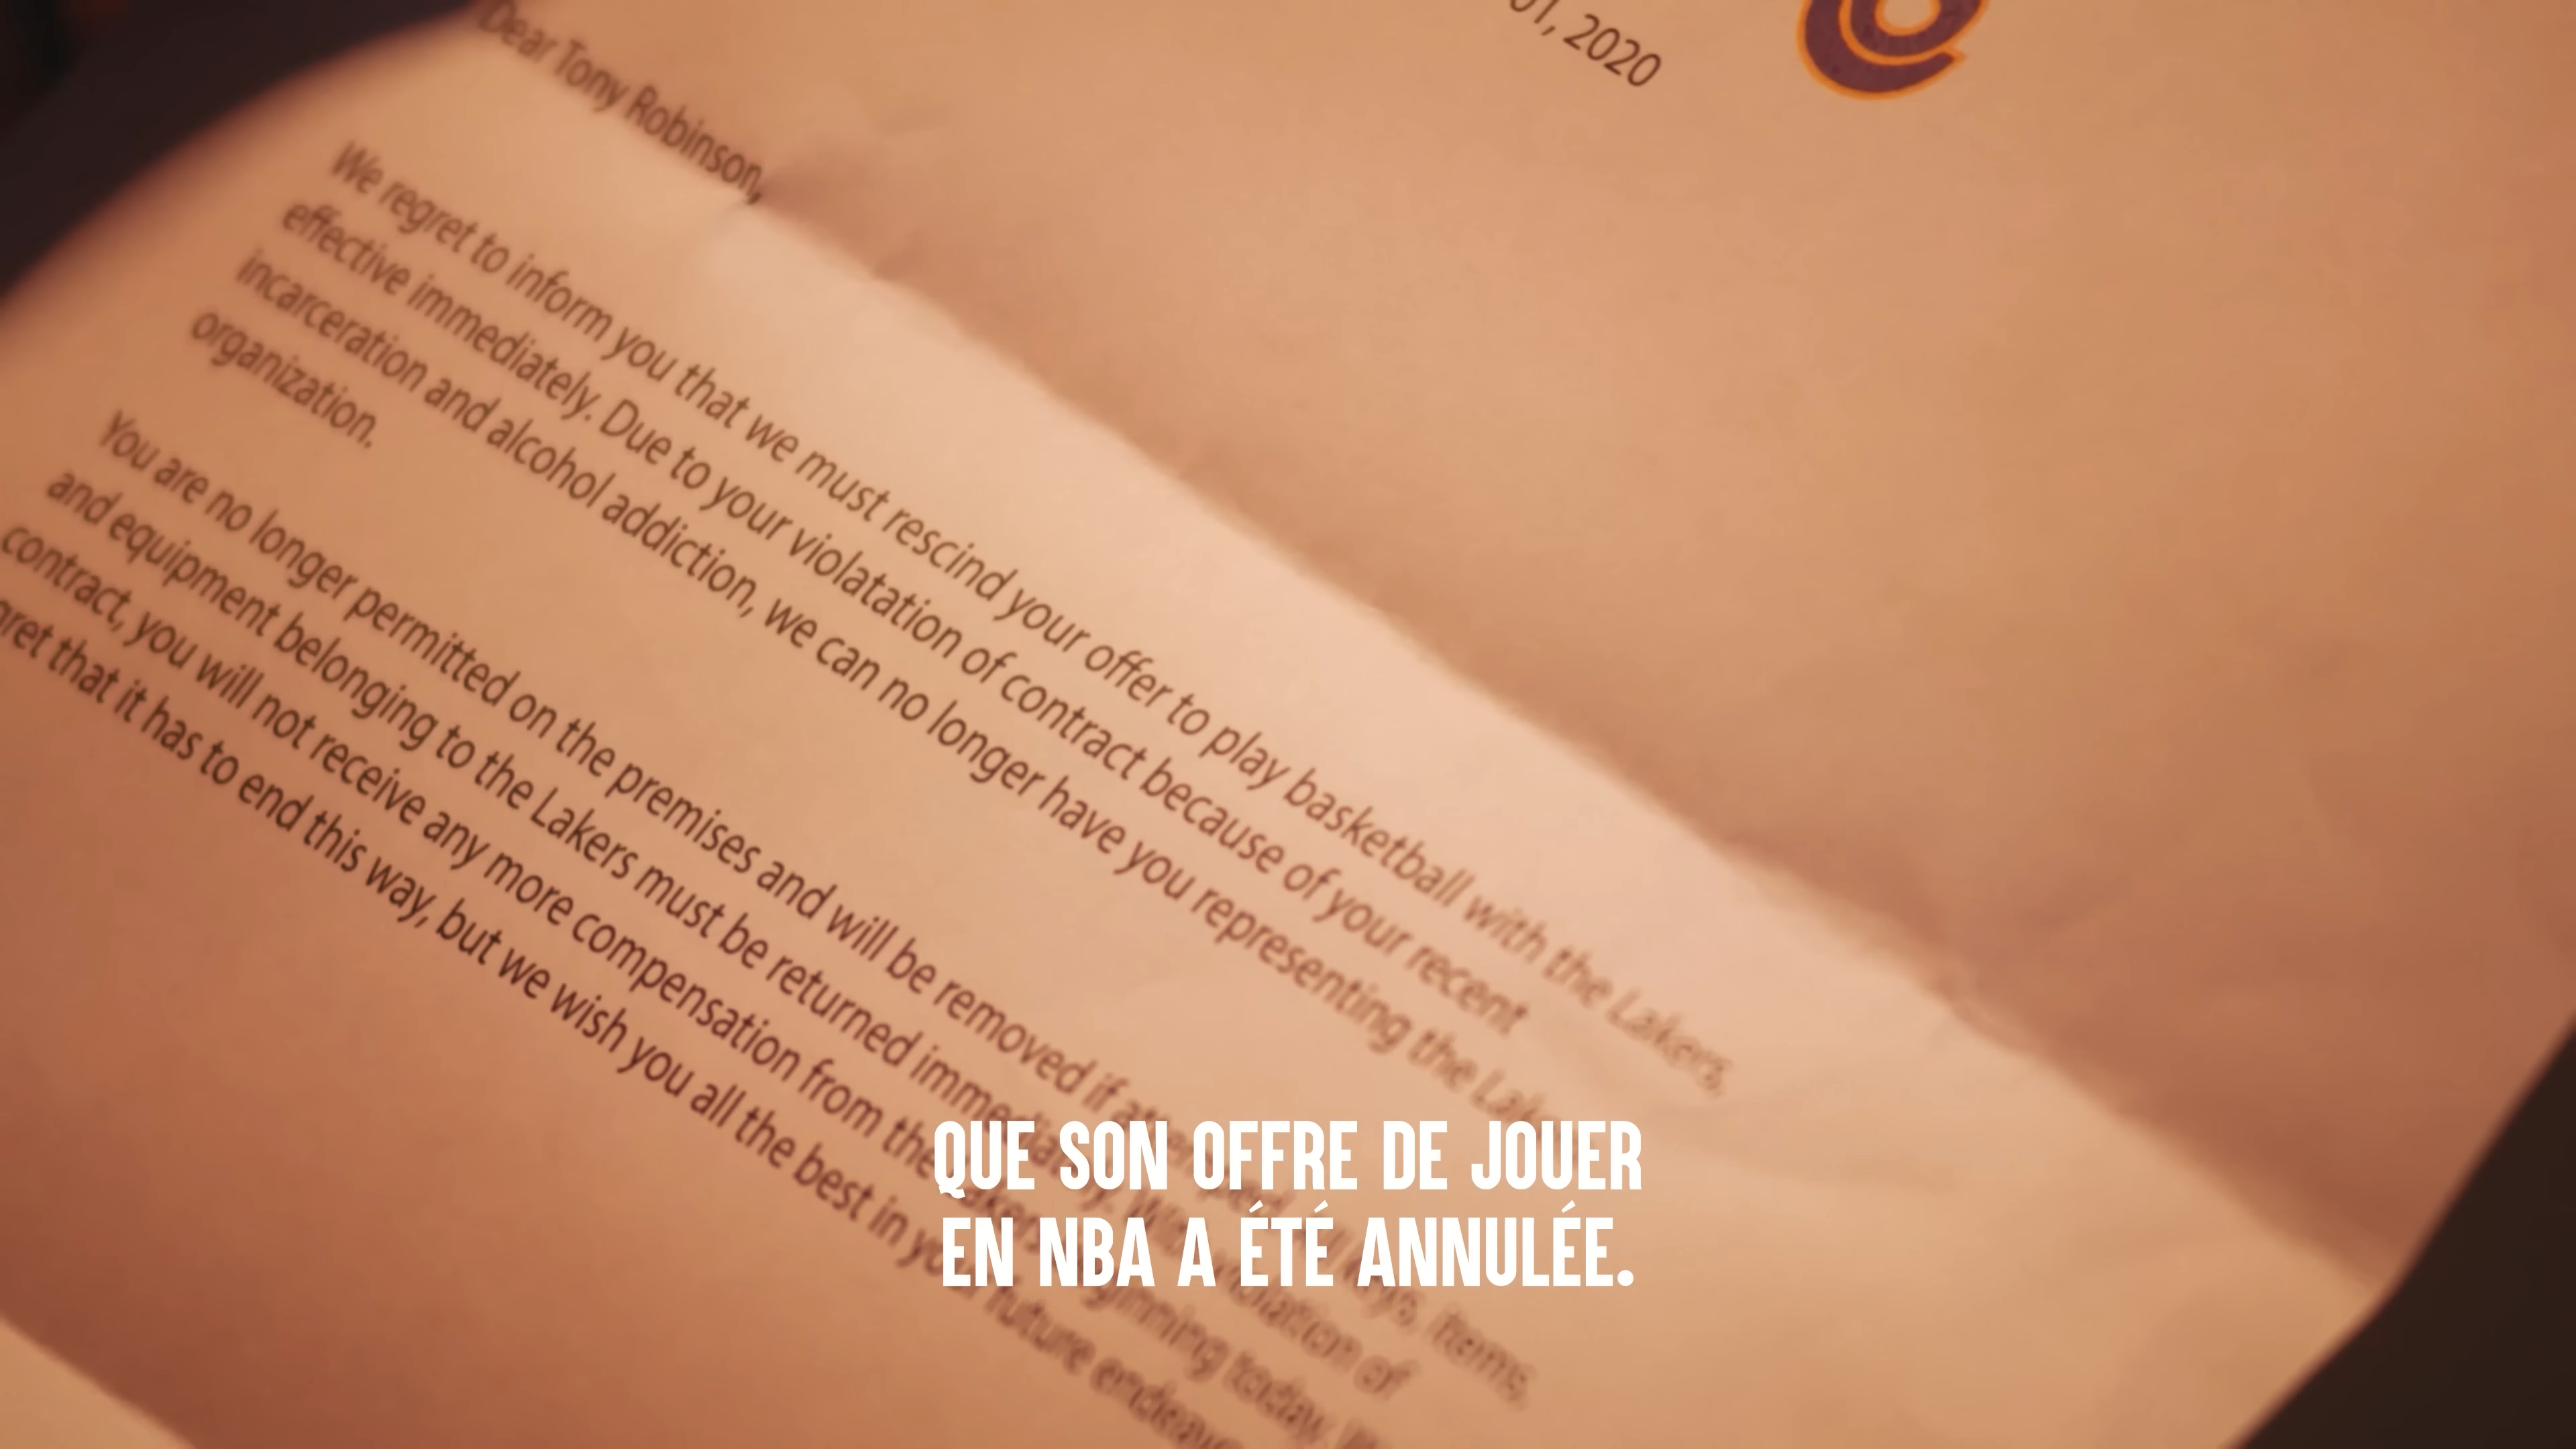 01, 2020
Dear Tony Robinson,
We regret to inform you that we must rescind your offer to play basketball with the Lakers,
effective immediately. Due to your violatation of contract because of your recent
incarceration and alcohol addiction, we can no longer have you representing the
organization.
You are no longer permitted on the premises and will be removed if
and equipment belonging to the Lakers must be returned items,
contract, you will not receive any more compensation from the of
that it has to end this way, but we wish you all the best in future today.
QUE SON OFFRE DE JOUER
EN NBA A ÉTÉ ANNULÉE.